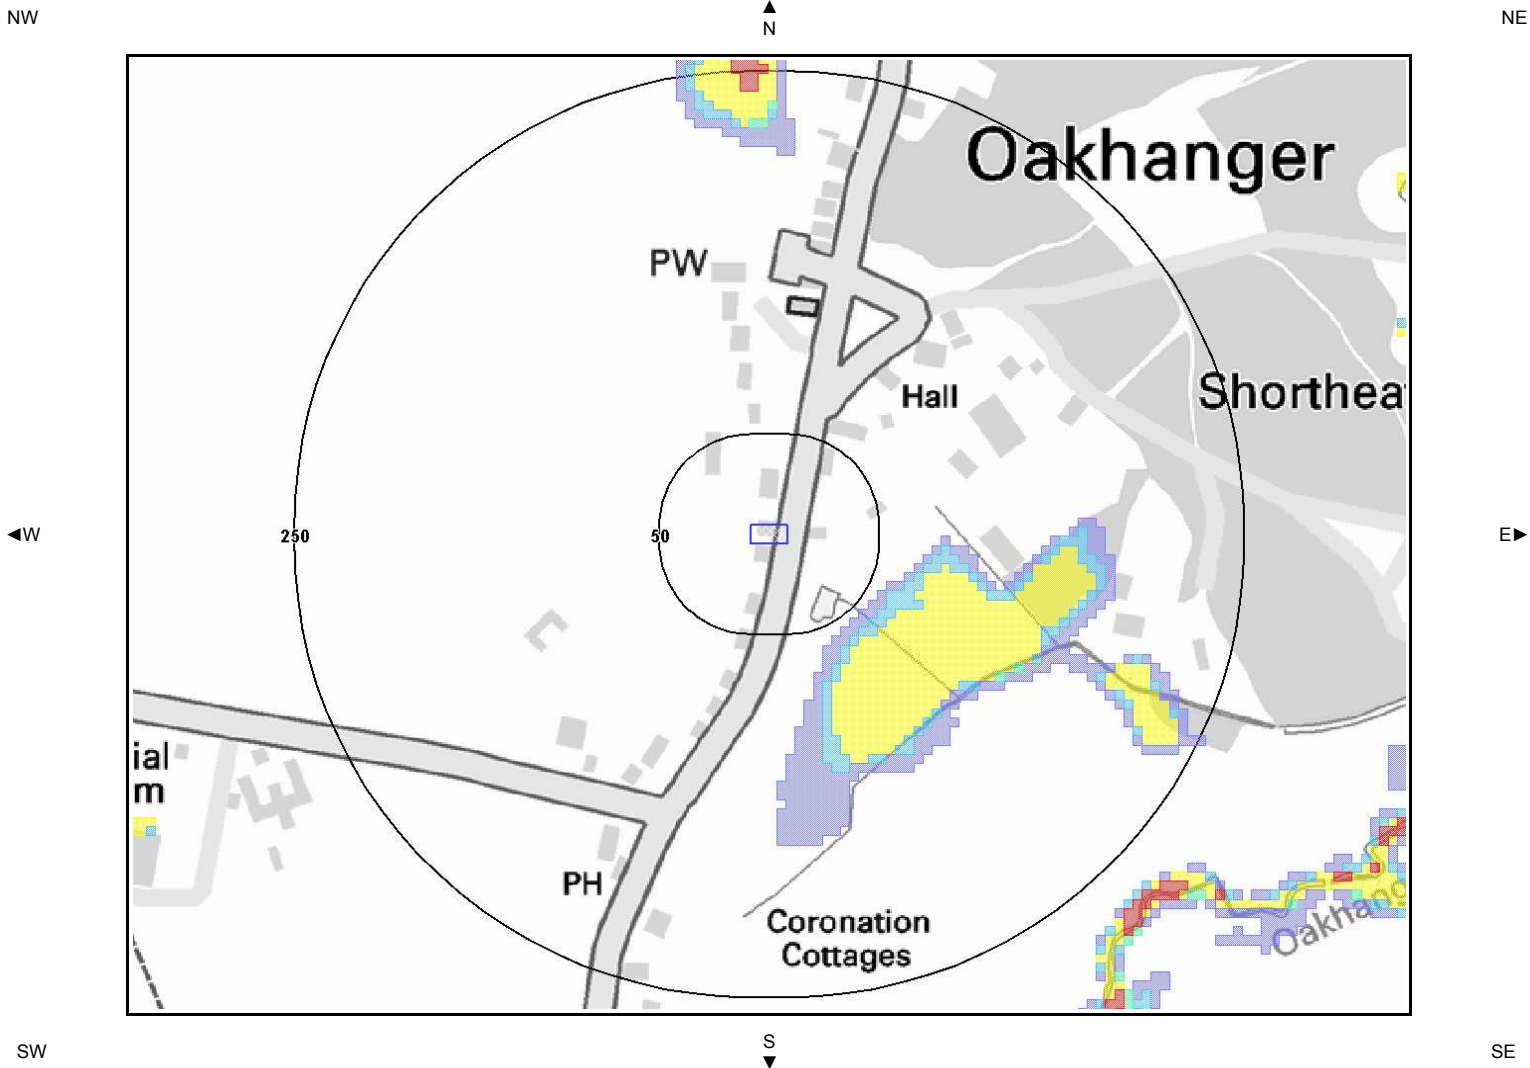 NW
N
NE
Oakhanger
PW
Shorthea
Hall
W
250
50
E
ial
m
PH
Coronation
Cottages
Oakhang
SW
S
SE